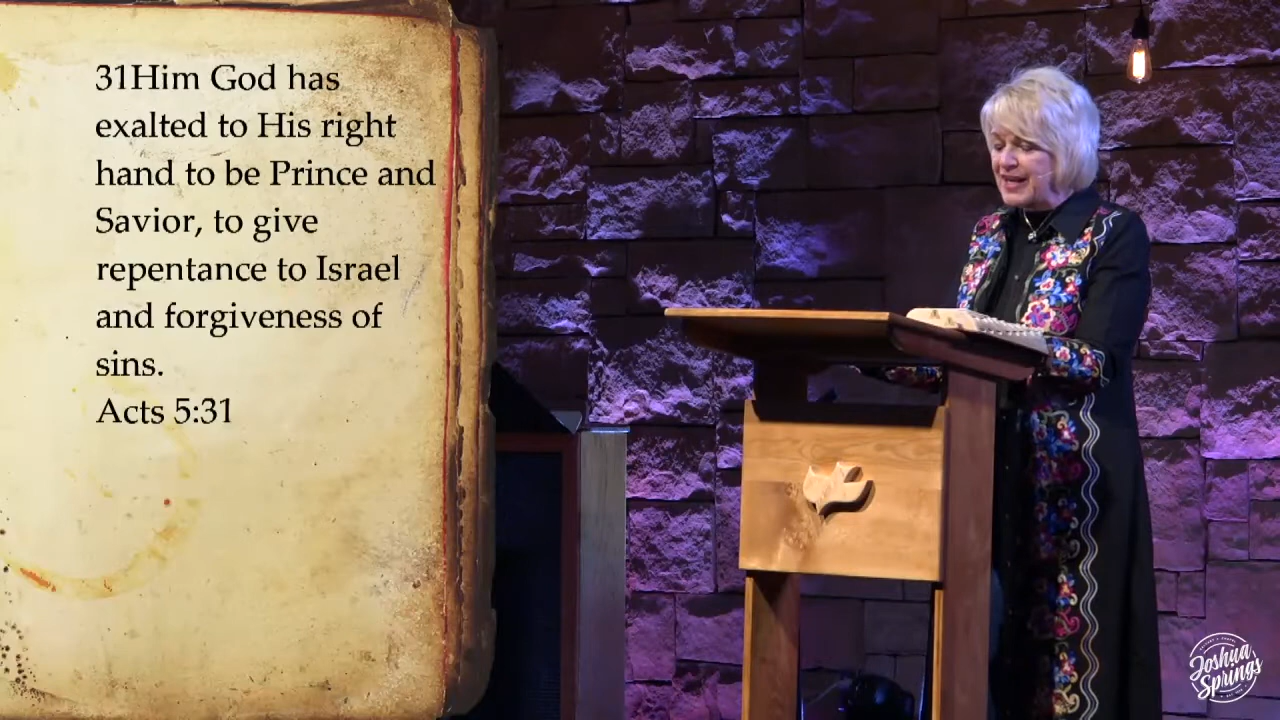 31Him God has
exalted to His right
hand to be Prince and
Savior, to give
repentance to Israel
and forgiveness of
sins.
Acts 5:31
Joshua
Springs